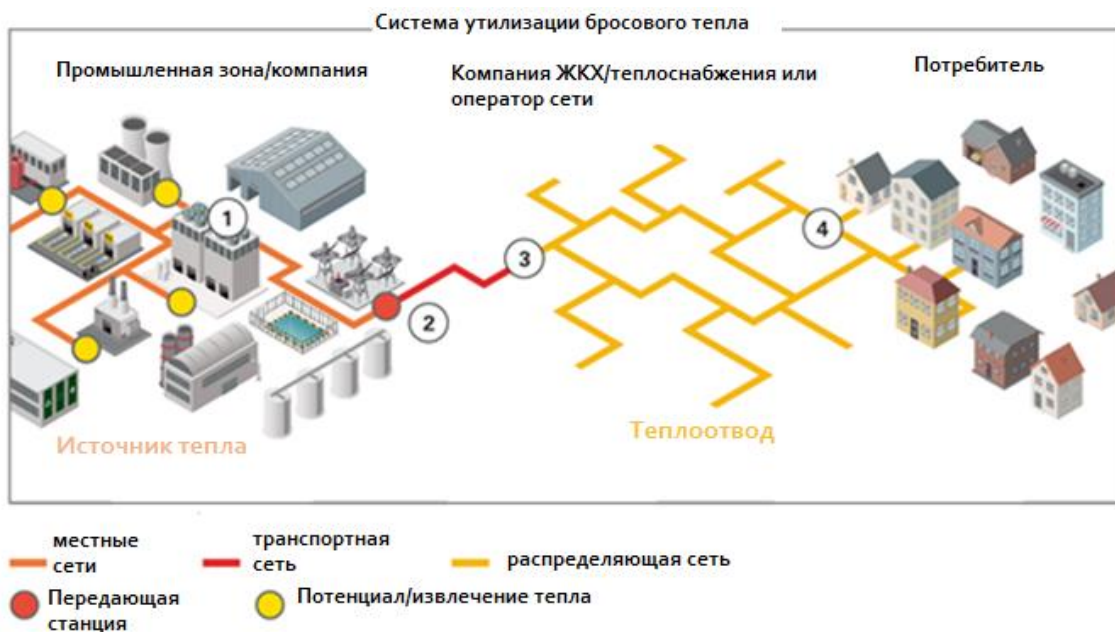 Система утилизации бросового тепла
Промышленная зона/компания
Компания ЖКХ/теплоснабжения или
оператор сети
Потребитель
1
2
3
4
Источник тепла
Теплоотвод
местные
сети
транспортная
сеть
распределяющая сеть
Передающая
станция
Потенциал/извлечение тепла